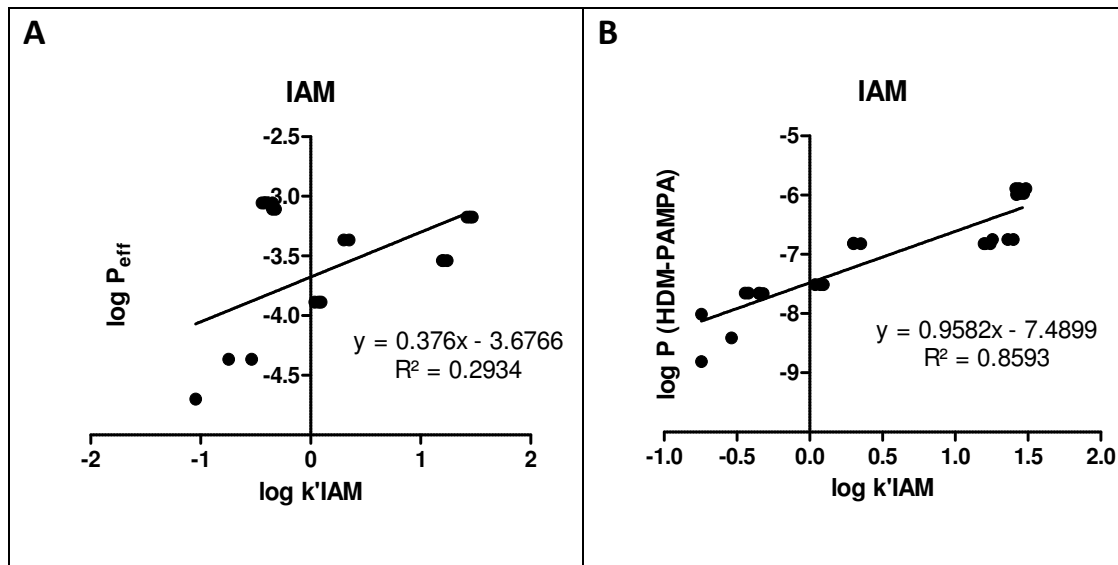 A
IAM
-2.5
-3.0
-3.5
-4.0
-4.5
log P_eff
y = 0.376x - 3.6766
R² = 0.2934
-2 -1 0 1 2
log k'IAM
B
IAM
-5
-6
-7
-8
-9
log P (HDM-PAMPA)
y = 0.9582x - 7.4899
R² = 0.8593
-1.0 -0.5 0.0 0.5 1.0 1.5 2.0
log k'IAM